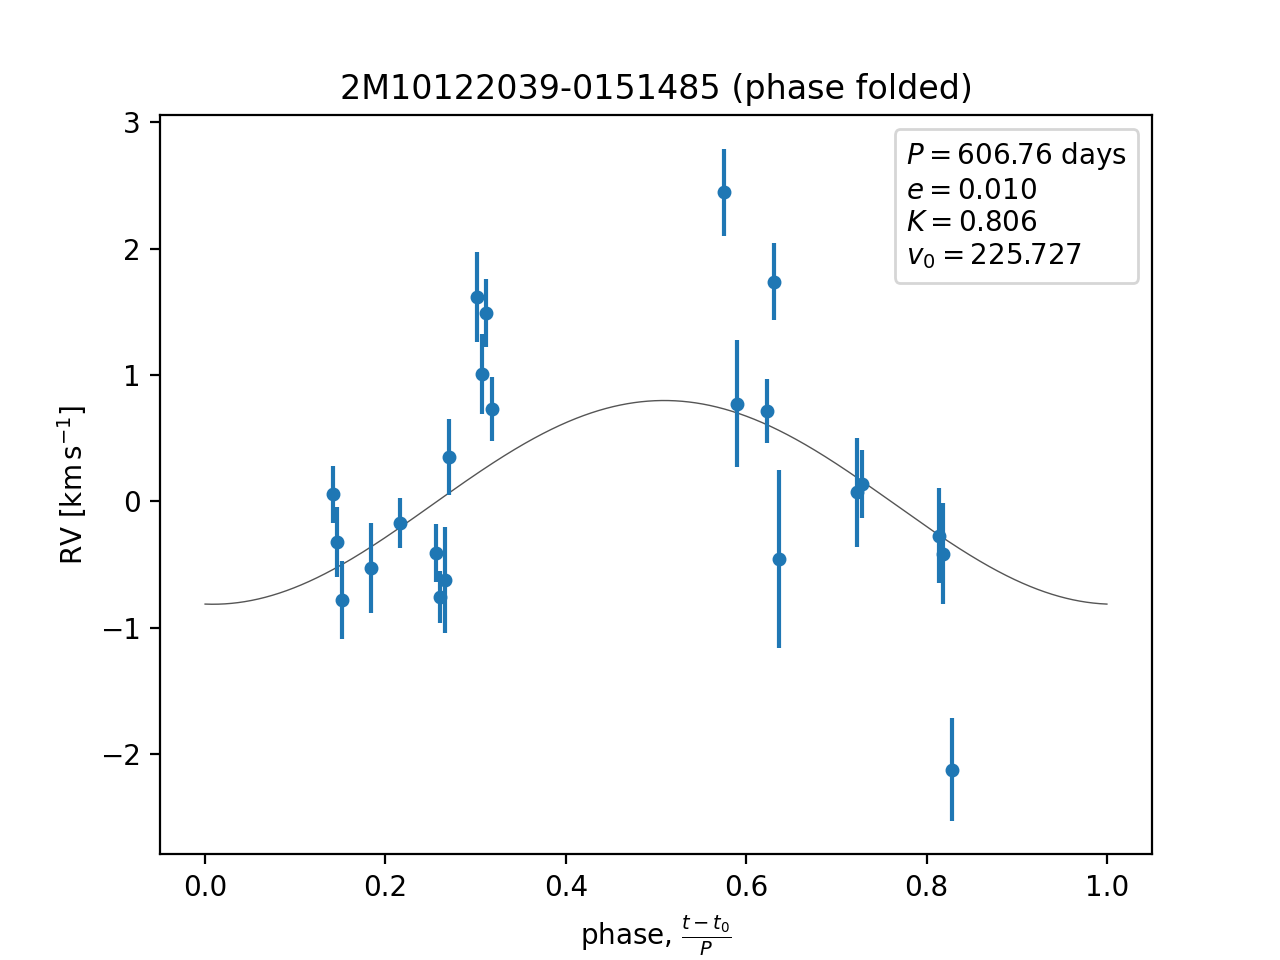 2M10122039-0151485 (phase folded)
P = 606.76 days
e = 0.010
K = 0.806
v₀ = 225.727
RV [km s⁻¹]
3
2
1
0
−1
−2
0.0 0.2 0.4 0.6 0.8 1.0
phase, (t − t₀)/P